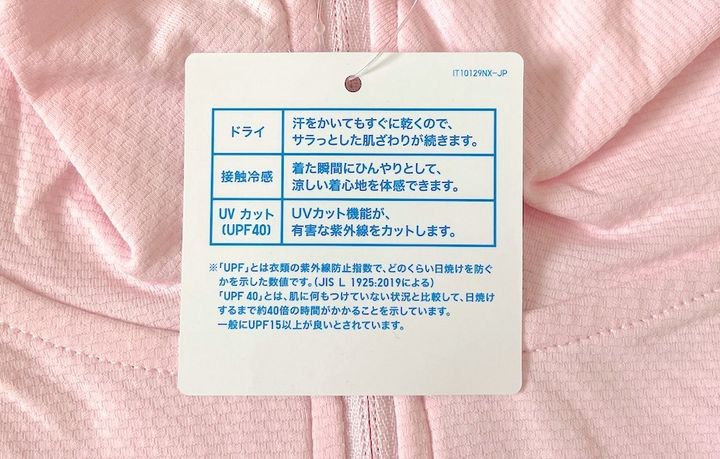 IT10129NX-JP
ドライ
汗をかいてもすぐに乾くので、
サラっとした肌ざわりが続きます。
接触冷感
着た瞬間にひんやりとして、
涼しい着心地を体感できます。
UV カット
(UPF40)
UVカット機能が、
有害な紫外線をカットします。
※「UPF」とは衣類の紫外線防止指数で、どのくらい日焼けを防ぐ
かを示した数値です。(JIS L 1925:2019による)
「UPF 40」とは、肌に何もつけていない状況と比較して、日焼け
するまで約40倍の時間がかかることを示しています。
一般にUPF15以上が良いとされています。